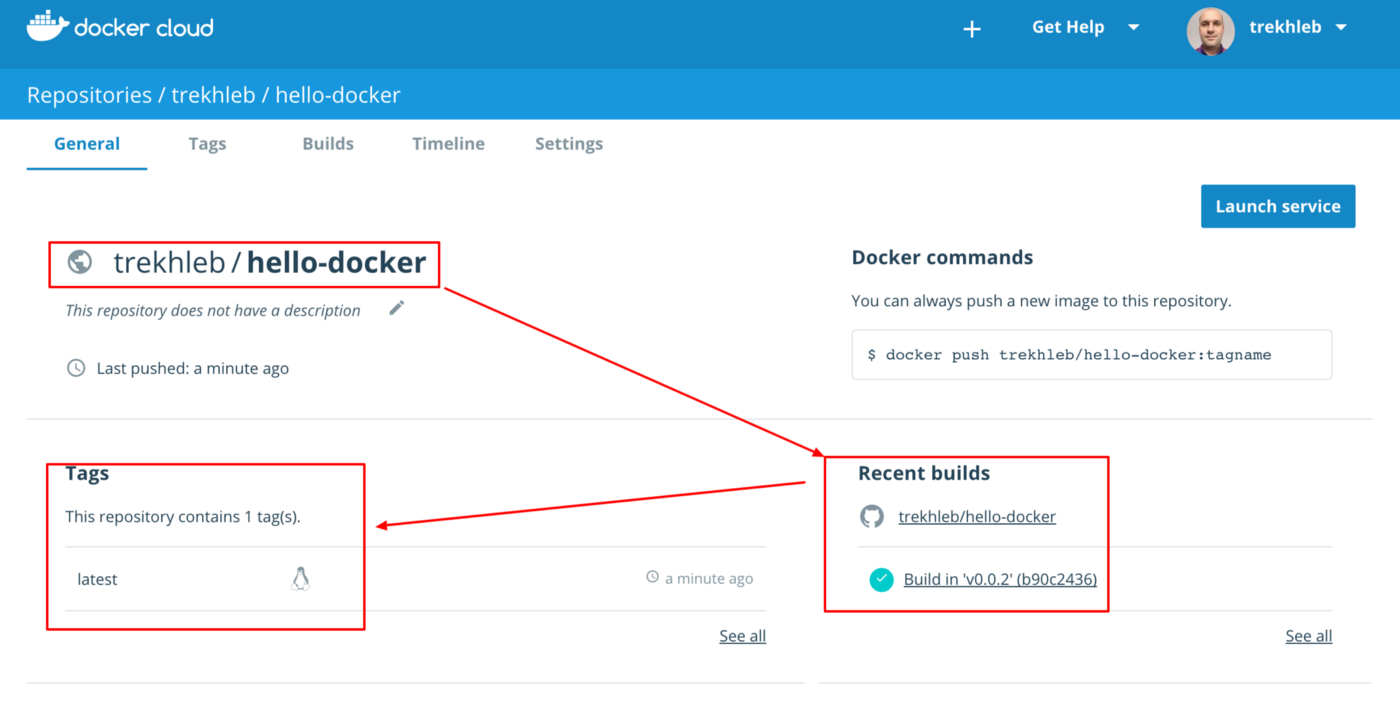 docker cloud
+ Get Help trekhleb
Repositories / trekhleb / hello-docker
General Tags Builds Timeline Settings
Launch service
trekhleb / hello-docker
This repository does not have a description
Last pushed: a minute ago
Docker commands
You can always push a new image to this repository.
$ docker push trekhleb/hello-docker:tagname
Tags
This repository contains 1 tag(s).
latest a minute ago
See all
Recent builds
trekhleb/hello-docker
Build in 'v0.0.2' (b90c2436)
See all